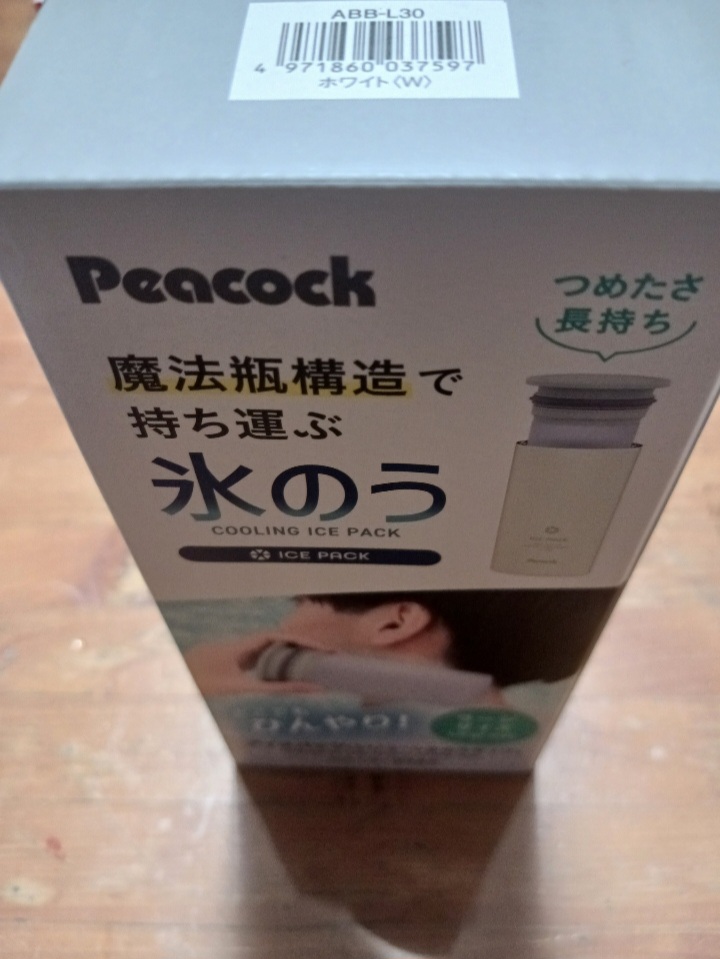 ABB-L30
4 971860 037597
ホワイト〈W〉
Peacock
つめたさ
長持ち
魔法瓶構造で
持ち運ぶ
氷のう
COOLING ICE PACK
ICE PACK
Peacock
ひんやり!